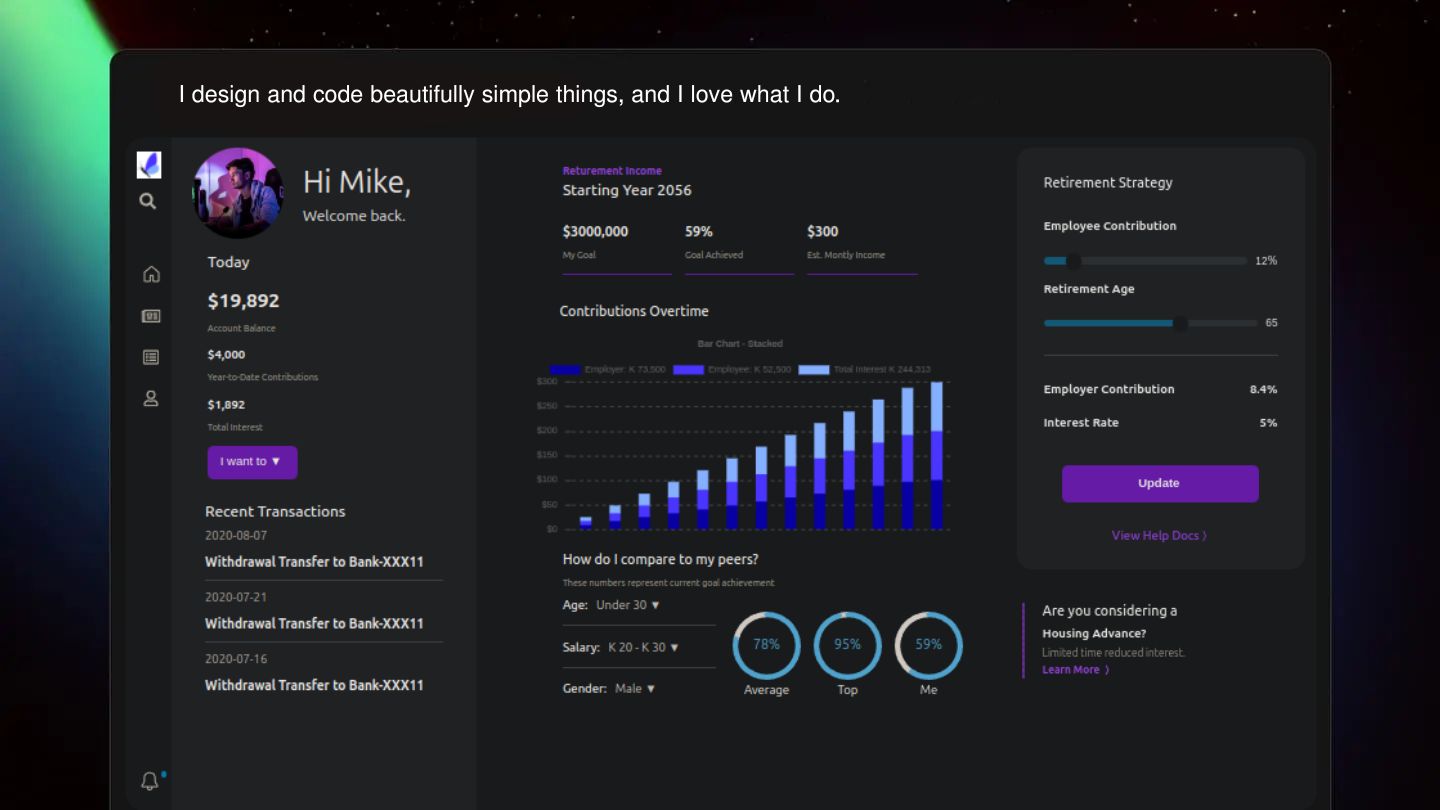 I design and code beautifully simple things, and I love what I do.
Hi Mike,
Welcome back.
Today
$19,892
Account Balance
$4,000
Year-to-Date Contributions
$1,892
Total Interest
I want to ▼
Recent Transactions
2020-08-07
Withdrawal Transfer to Bank-XXX11
2020-07-21
Withdrawal Transfer to Bank-XXX11
2020-07-16
Withdrawal Transfer to Bank-XXX11
Returement Income
Starting Year 2056
$3000,000
My Goal
59%
Goal Achieved
$300
Est. Montly Income
Contributions Overtime
Bar Chart - Stacked
Employer: K 73,500
Employee: K 52,500
Total Interest K 244,313
$300
$250
$200
$150
$100
$50
$0
How do I compare to my peers?
These numbers represent current goal achievement
Age: Under 30 ▼
Salary: K 20 - K 30 ▼
Gender: Male ▼
78%
Average
95%
Top
59%
Me
Retirement Strategy
Employee Contribution
12%
Retirement Age
65
Employer Contribution 8.4%
Interest Rate 5%
Update
View Help Docs ⟩
Are you considering a
Housing Advance?
Limited time reduced interest.
Learn More ⟩